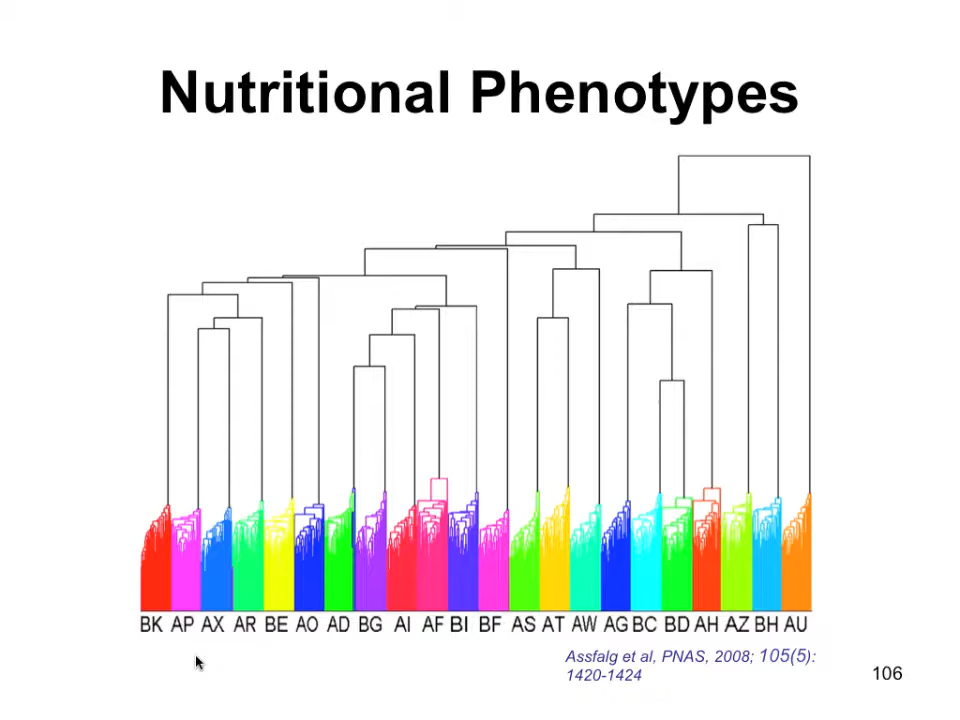 Nutritional Phenotypes
BK AP AX AR BE AO AD BG AI AF BI BF AS AT AW AG BC BD AH AZ BH AU
Assfalg et al, PNAS, 2008; 105(5):
1420-1424
106